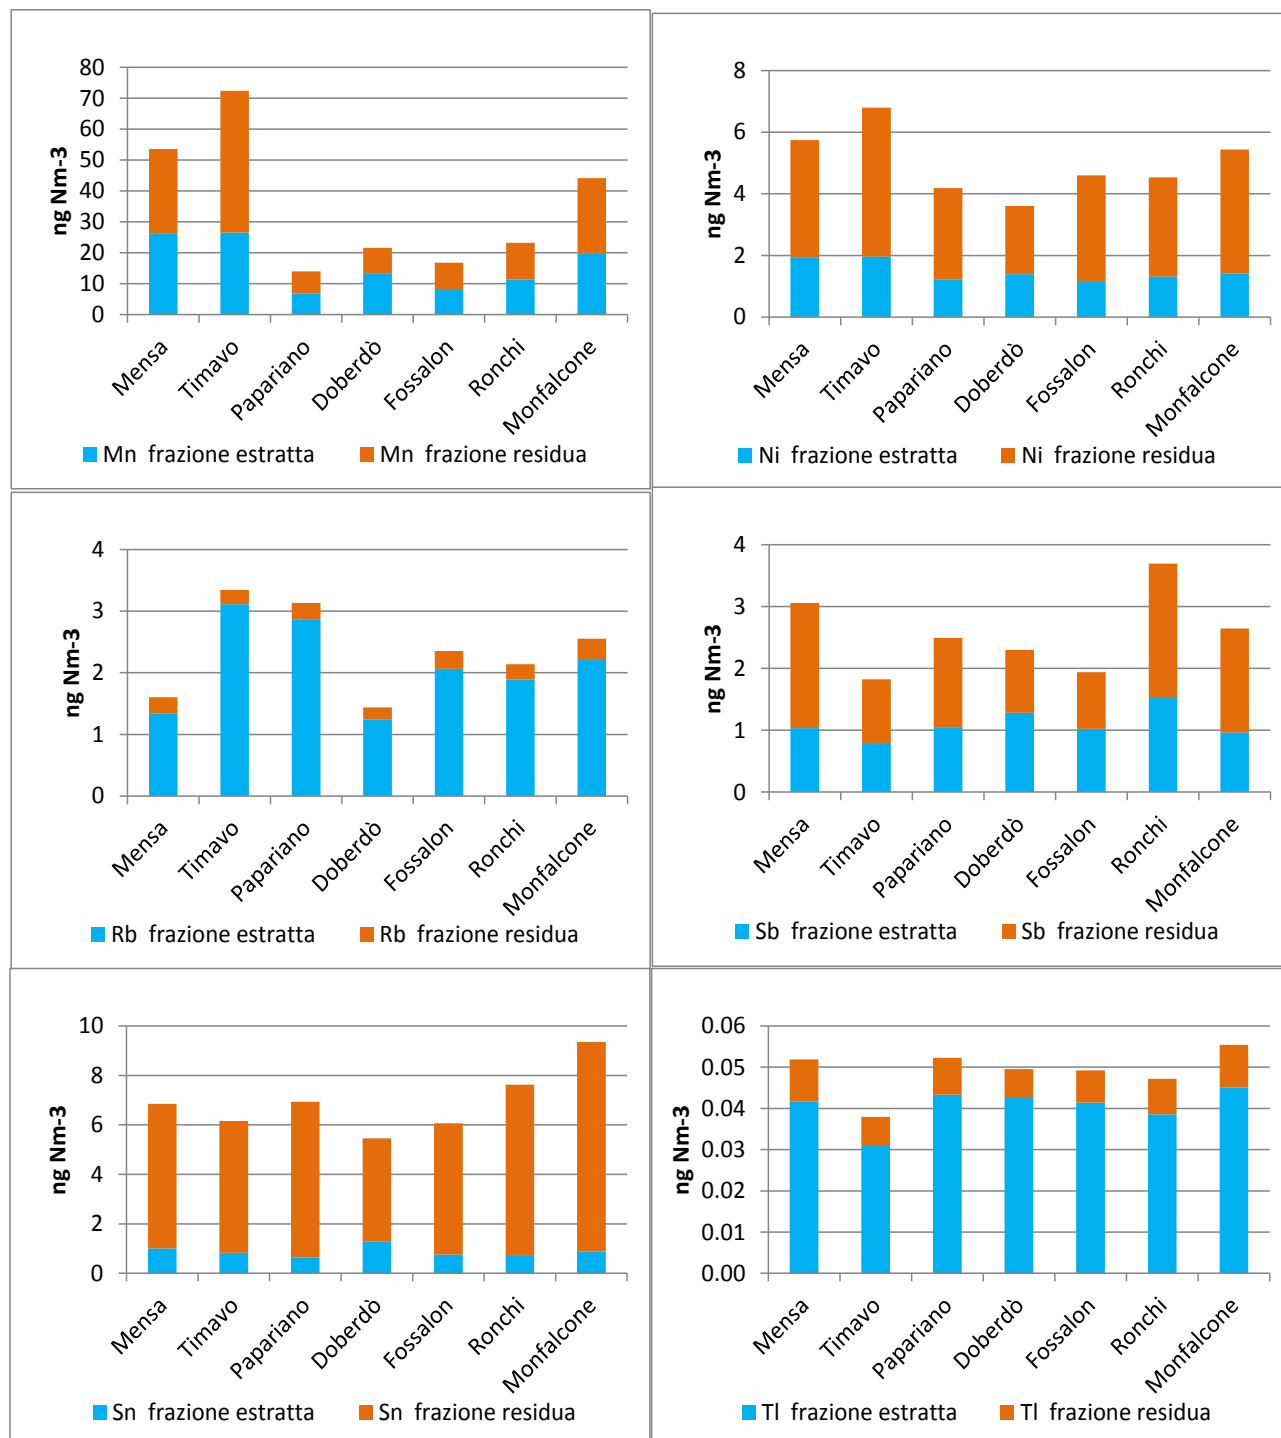 80
70
60
50
40
30
20
10
0
ng Nm-3
Mensa
Timavo
Papariano
Doberdò
Fossalon
Ronchi
Monfalcone
Mn frazione estratta Mn frazione residua
8
6
4
2
0
ng Nm-3
Mensa
Timavo
Papariano
Doberdò
Fossalon
Ronchi
Monfalcone
Ni frazione estratta Ni frazione residua
4
3
2
1
0
ng Nm-3
Mensa
Timavo
Papariano
Doberdò
Fossalon
Ronchi
Monfalcone
Rb frazione estratta Rb frazione residua
4
3
2
1
0
ng Nm-3
Mensa
Timavo
Papariano
Doberdò
Fossalon
Ronchi
Monfalcone
Sb frazione estratta Sb frazione residua
10
8
6
4
2
0
ng Nm-3
Mensa
Timavo
Papariano
Doberdò
Fossalon
Ronchi
Monfalcone
Sn frazione estratta Sn frazione residua
0.06
0.05
0.04
0.03
0.02
0.01
0.00
ng Nm-3
Mensa
Timavo
Papariano
Doberdò
Fossalon
Ronchi
Monfalcone
Tl frazione estratta Tl frazione residua